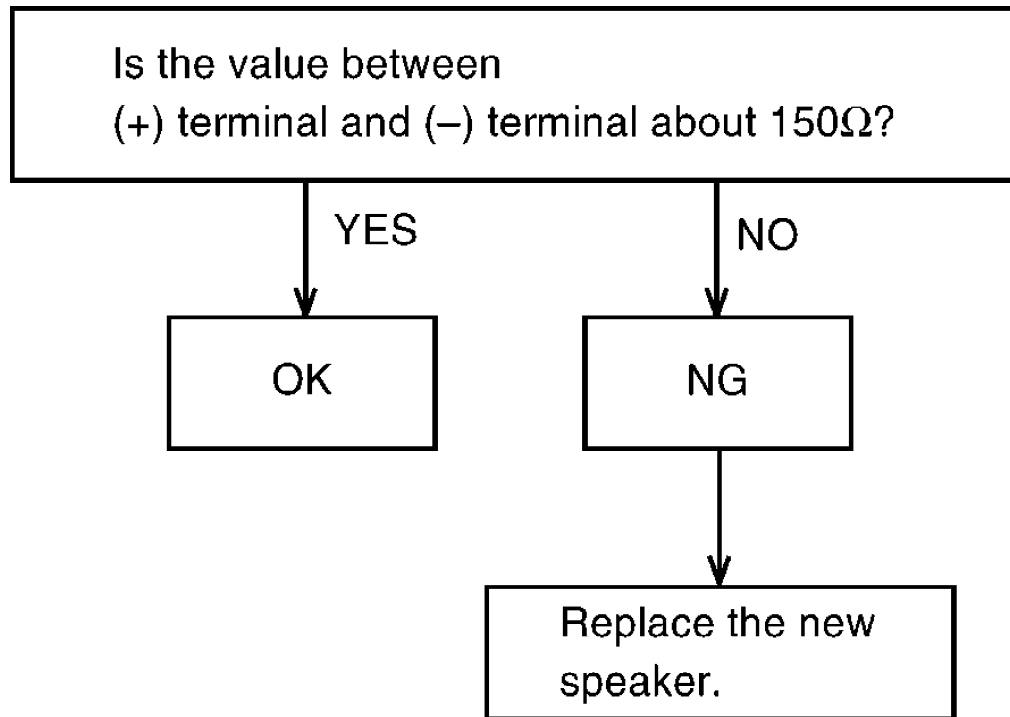 Is the value between
(+) terminal and (–) terminal about 150Ω?
YES
NO
OK
NG
Replace the new
speaker.